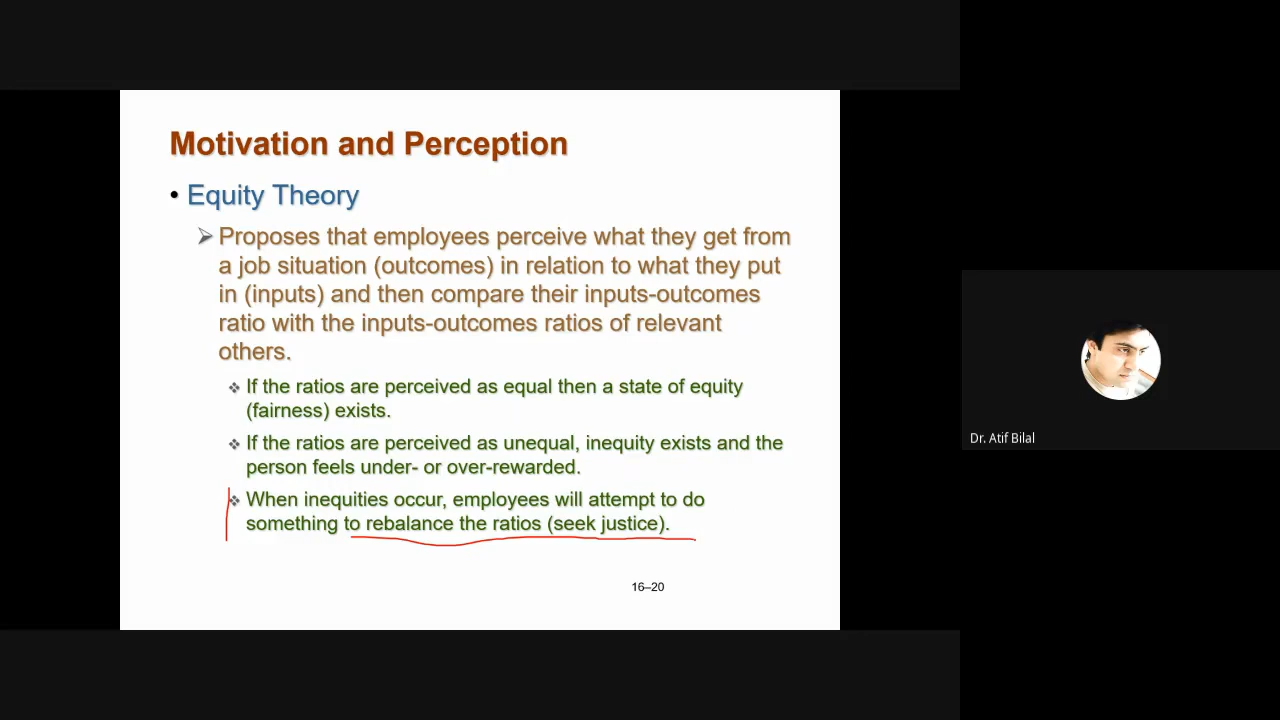 Motivation and Perception
• Equity Theory
Proposes that employees perceive what they get from
a job situation (outcomes) in relation to what they put
in (inputs) and then compare their inputs-outcomes
ratio with the inputs-outcomes ratios of relevant
others.
If the ratios are perceived as equal then a state of equity
(fairness) exists.
If the ratios are perceived as unequal, inequity exists and the
person feels under- or over-rewarded.
When inequities occur, employees will attempt to do
something to rebalance the ratios (seek justice).
16–20
Dr. Atif Bilal